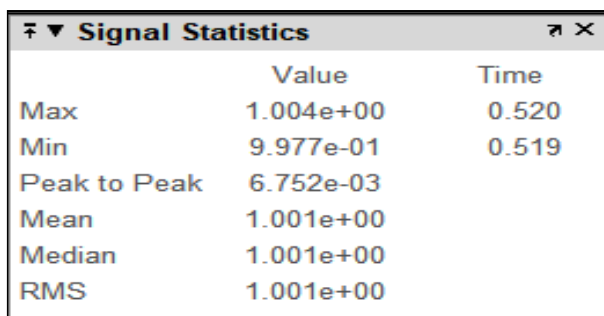 Signal Statistics
Value Time
Max 1.004e+00 0.520
Min 9.977e-01 0.519
Peak to Peak 6.752e-03
Mean 1.001e+00
Median 1.001e+00
RMS 1.001e+00